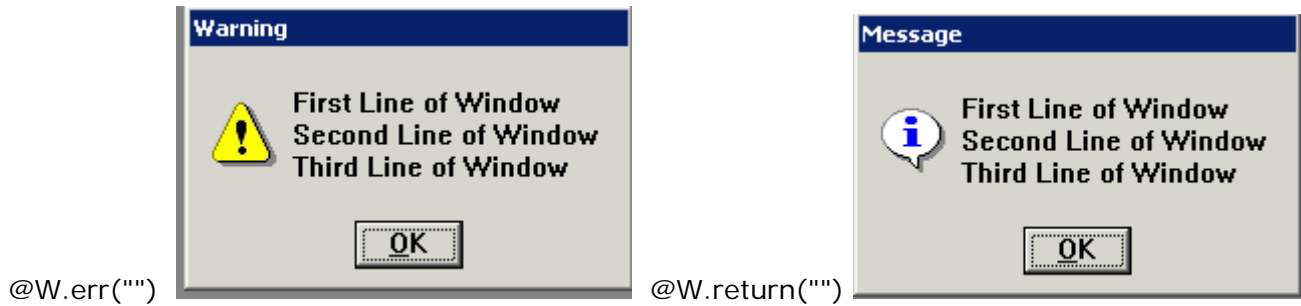 Warning
First Line of Window
Second Line of Window
Third Line of Window
OK
@W.err("")
Message
First Line of Window
Second Line of Window
Third Line of Window
OK
@W.return("")